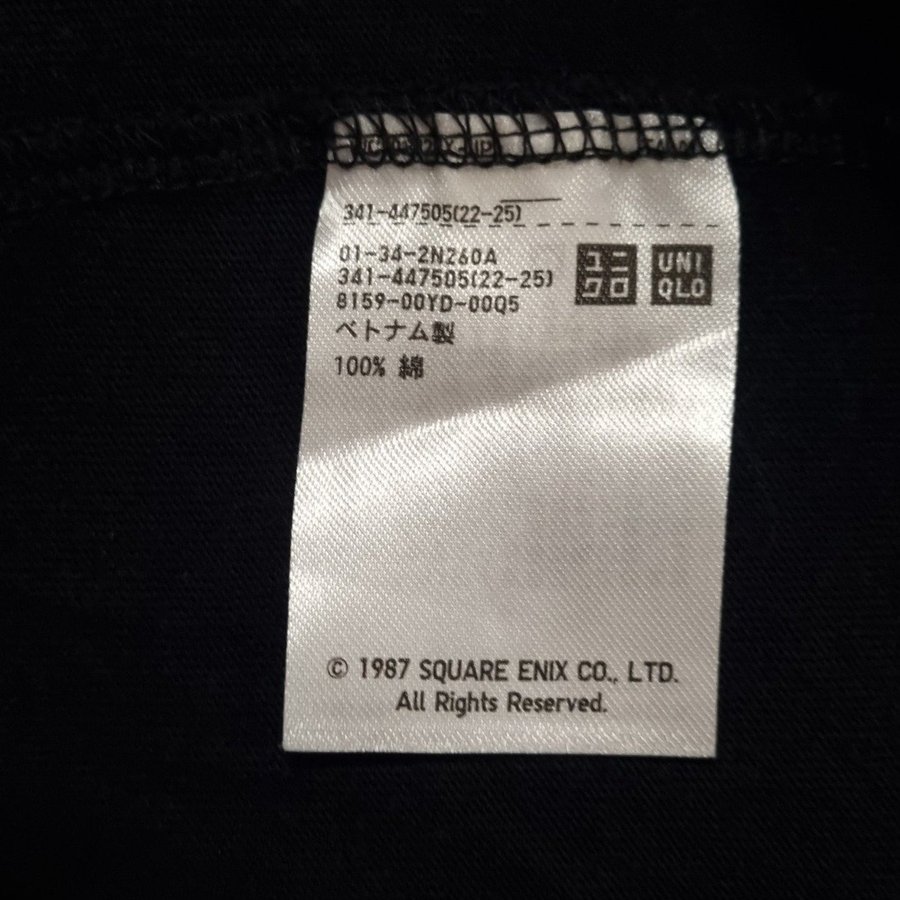 341-447505(22-25)
01-34-2N260A
341-447505(22-25)
8159-00YD-00Q5
ベトナム製
100% 綿
ユニ
クロ
UNI
QLO
© 1987 SQUARE ENIX CO., LTD.
All Rights Reserved.